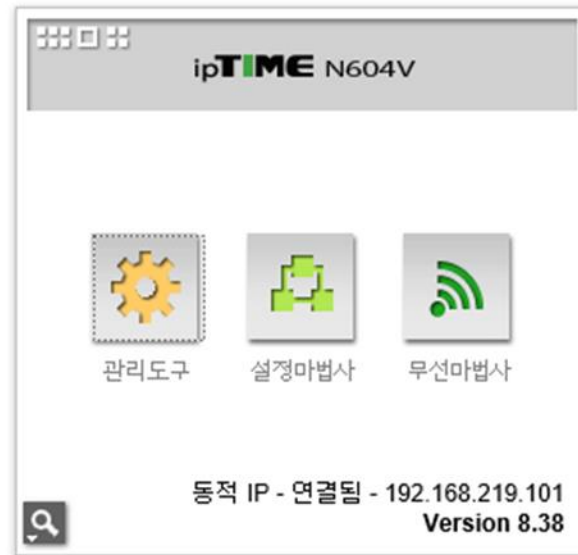 ipTIME N604V
관리도구 설정마법사 무선마법사
동적 IP - 연결됨 - 192.168.219.101
Version 8.38